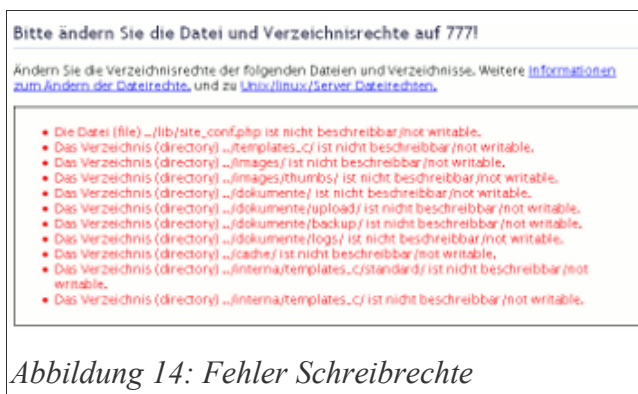 Bitte ändern Sie die Datei und Verzeichnisrechte auf 777!
Ändern Sie die Verzeichnisrechte der folgenden Dateien und Verzeichnisse. Weitere Informationen
zum Ändern der Dateirechte, und zu Unix/linux/Server Dateirechten.
• Die Datei (file) ../lib/site_conf.php ist nicht beschreibbar/not writable.
• Das Verzeichnis (directory) ../templates_c/ ist nicht beschreibbar/not writable.
• Das Verzeichnis (directory) ../images/ ist nicht beschreibbar/not writable.
• Das Verzeichnis (directory) ../images/thumbs/ ist nicht beschreibbar/not writable.
• Das Verzeichnis (directory) ../dokumente/ ist nicht beschreibbar/not writable.
• Das Verzeichnis (directory) ../dokumente/upload/ ist nicht beschreibbar/not writable.
• Das Verzeichnis (directory) ../dokumente/backup/ ist nicht beschreibbar/not writable.
• Das Verzeichnis (directory) ../dokumente/logs/ ist nicht beschreibbar/not writable.
• Das Verzeichnis (directory) ../cache/ ist nicht beschreibbar/not writable.
• Das Verzeichnis (directory) ../interna/templates_c/standard/ ist nicht beschreibbar/not
writable.
• Das Verzeichnis (directory) ../interna/templates_c/ ist nicht beschreibbar/not writable.
Abbildung 14: Fehler Schreibrechte